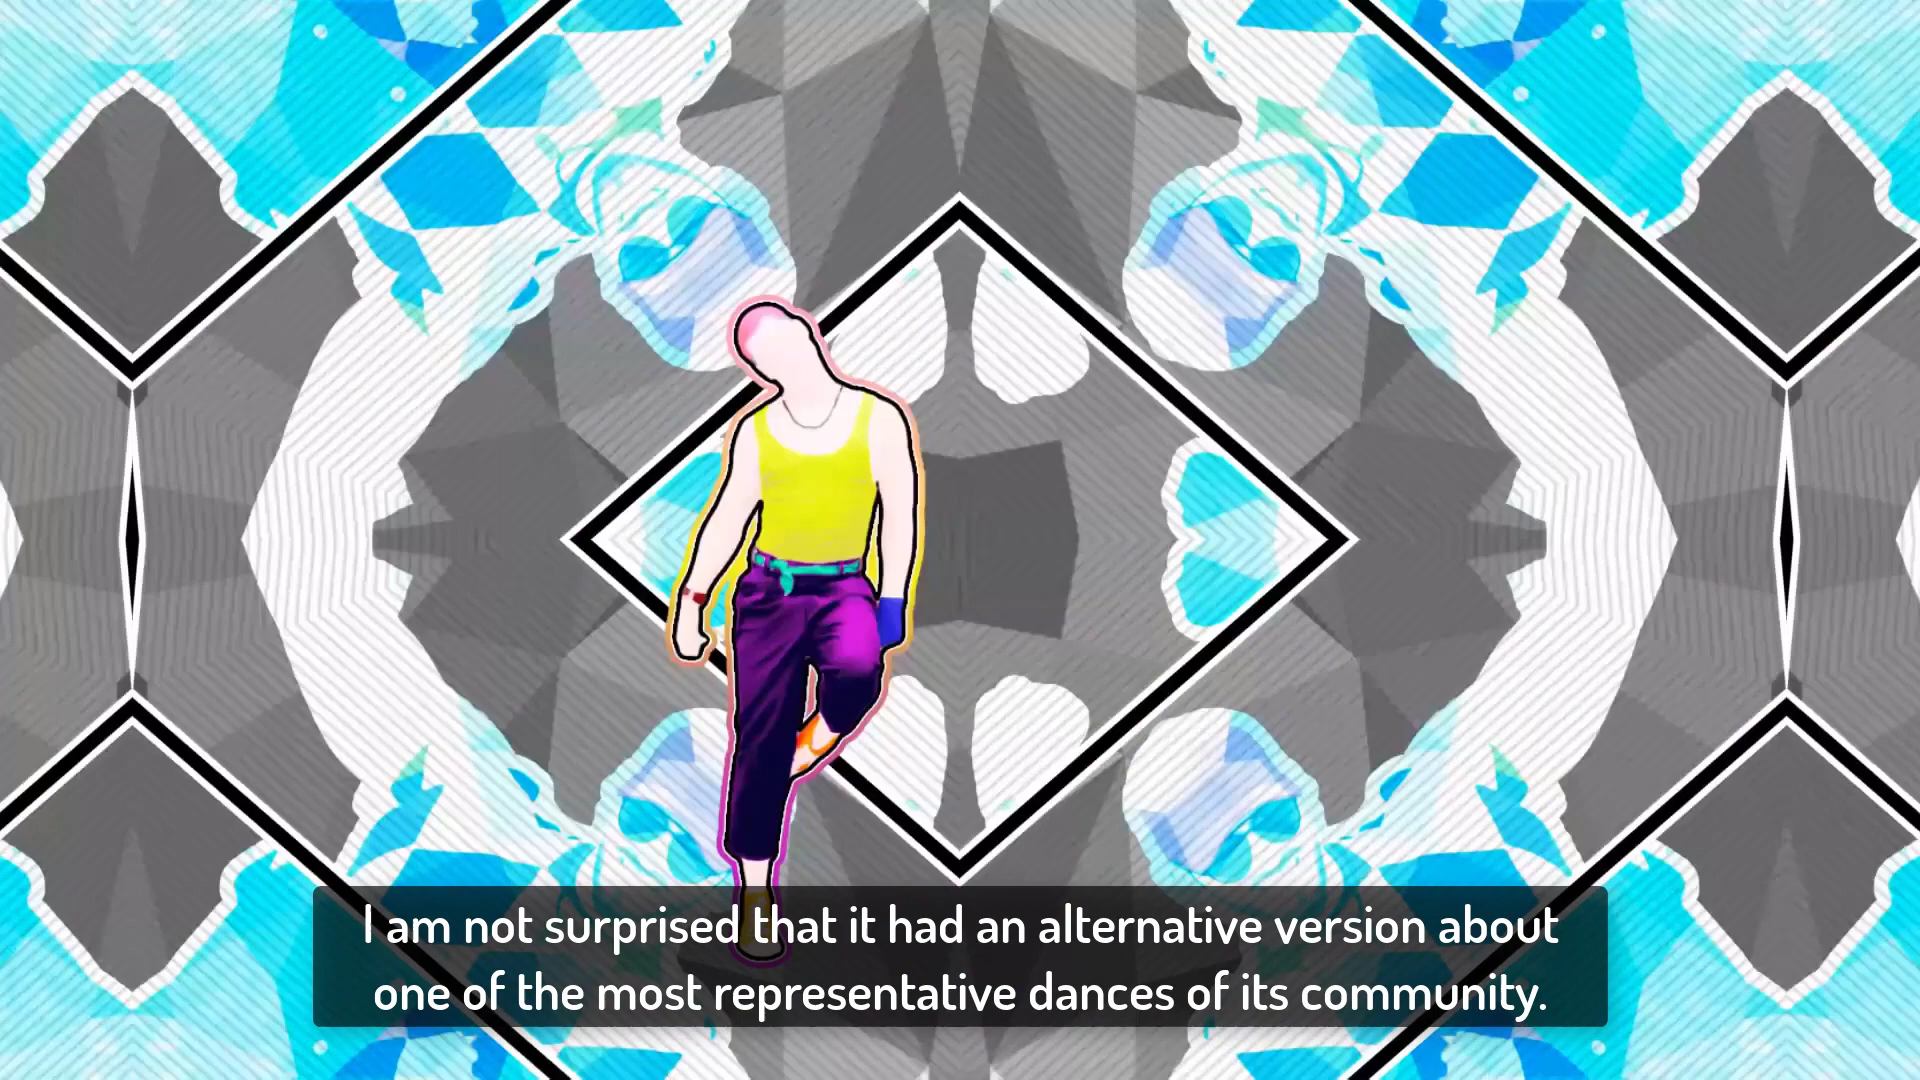 I am not surprised that it had an alternative version about
one of the most representative dances of its community.